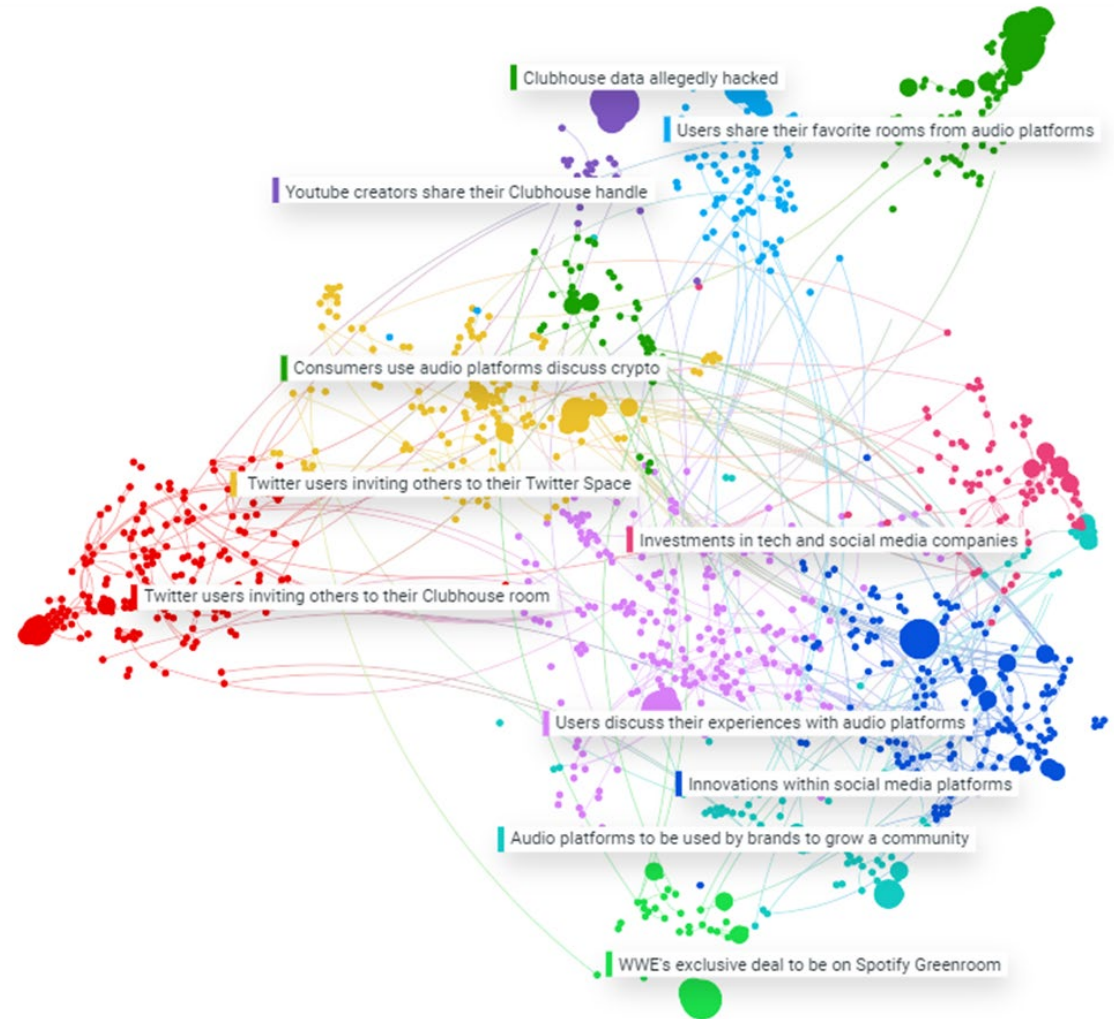 Clubhouse data allegedly hacked
Users share their favorite rooms from audio platforms
Youtube creators share their Clubhouse handle
Consumers use audio platforms discuss crypto
Twitter users inviting others to their Twitter Space
Investments in tech and social media companies
Twitter users inviting others to their Clubhouse room
Users discuss their experiences with audio platforms
Innovations within social media platforms
Audio platforms to be used by brands to grow a community
WWE's exclusive deal to be on Spotify Greenroom